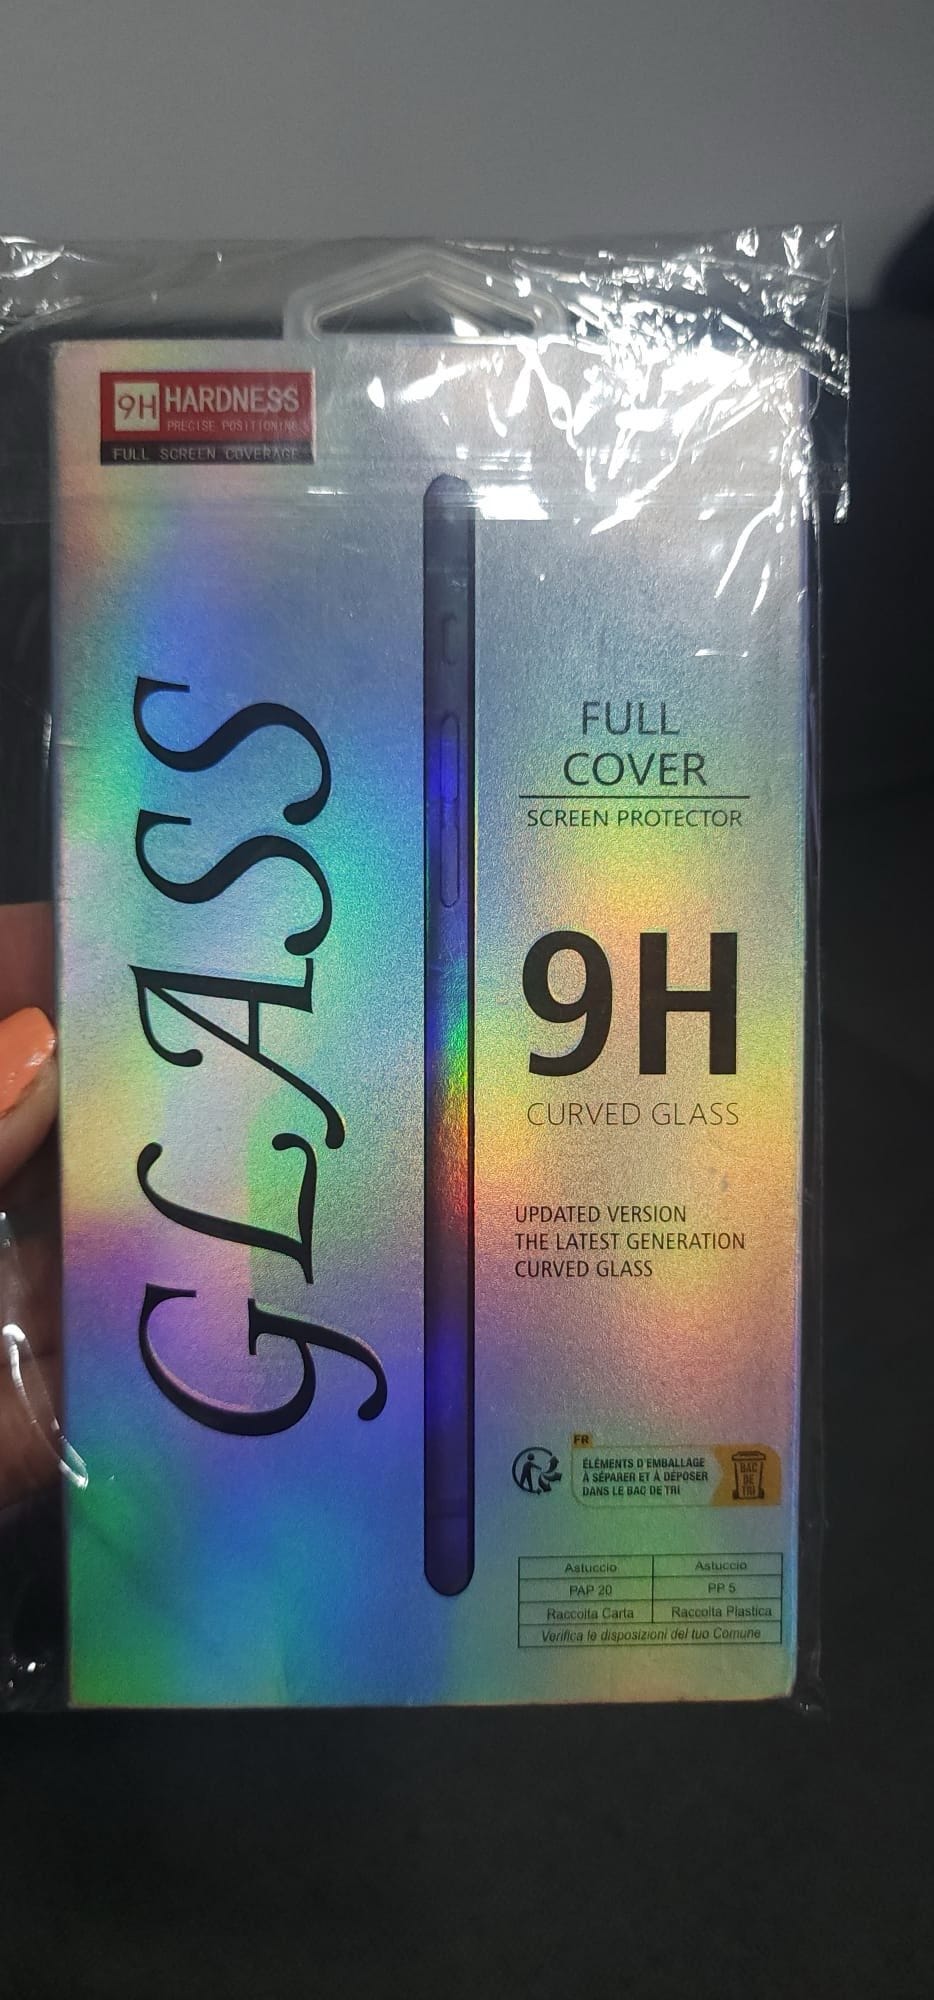 9H HARDNESS
PRECISE POSITIONING
FULL SCREEN COVERAGE
GLASS
FULL
COVER
SCREEN PROTECTOR
9H
CURVED GLASS
UPDATED VERSION
THE LATEST GENERATION
CURVED GLASS
FR
ÉLÉMENTS D'EMBALLAGE
À SÉPARER ET À DÉPOSER
DANS LE BAC DE TRI
BAC
DE
TRI
Astuccio Astuccio
PAP 20 PP 5
Raccolta Carta Raccolta Plastica
Verifica le disposizioni del tuo Comune